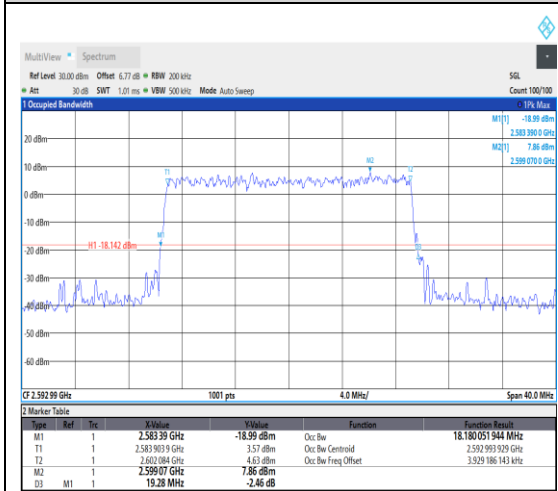 MultiView Spectrum
Ref Level 30.00 dBm Offset 6.77 dB RBW 200 kHz SGL
Att 30 dB SWT 1.01 ms VBW 500 kHz Mode Auto Sweep Count 100/100
1 Occupied Bandwidth 1Pk Max
M1[1] -18.99 dBm
2.583 390 0 GHz
M2[1] 7.86 dBm
2.599 070 0 GHz
20 dBm
M2
T1
T2
10 dBm
0 dBm
-10 dBm
M1
H1 -18.142 dBm
-20 dBm
-30 dBm
-40 dBm
-50 dBm
-60 dBm
CF 2.592 99 GHz 1001 pts 4.0 MHz/ Span 40.0 MHz
2 Marker Table
Type Ref Trc X-Value Y-Value Function Function Result
M1 1 2.583 39 GHz -18.99 dBm Occ Bw 18.180 051 944 MHz
T1 1 2.583 903 9 GHz 3.57 dBm Occ Bw Centroid 2.592 993 929 GHz
T2 1 2.602 084 GHz 4.63 dBm Occ Bw Freq Offset 3.929 186 143 kHz
M2 1 2.599 07 GHz 7.86 dBm
D3 M1 1 19.28 MHz -2.46 dB